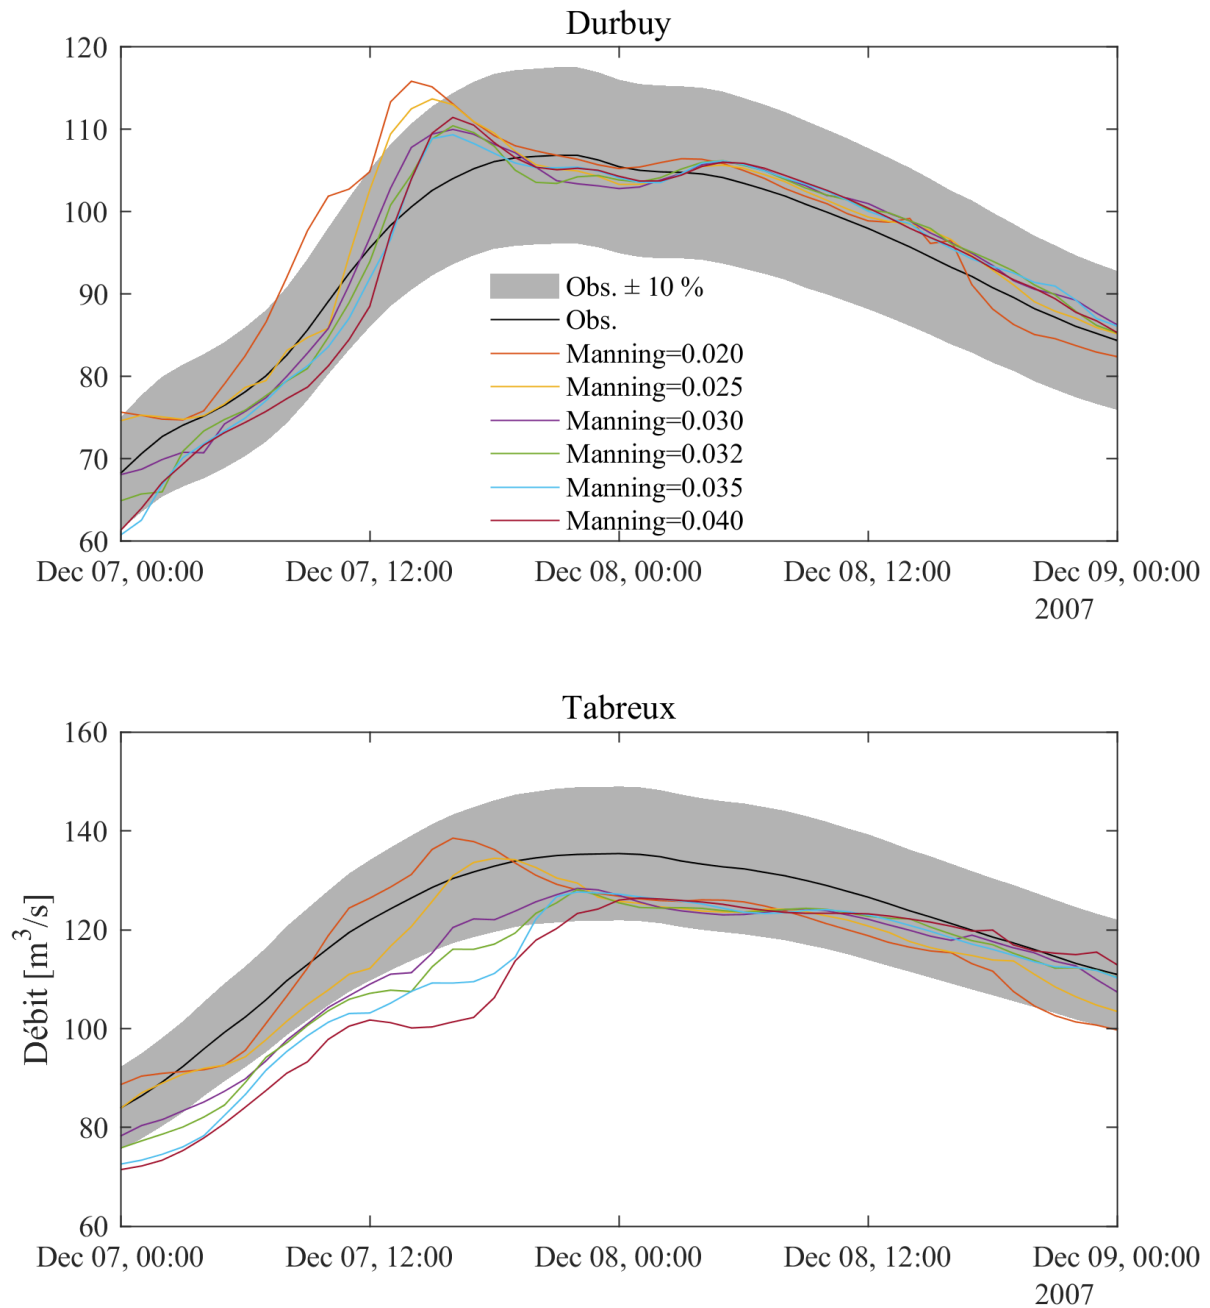 Durbuy
120
110
100
90
80
70
60
Obs. ± 10 %
Obs.
Manning=0.020
Manning=0.025
Manning=0.030
Manning=0.032
Manning=0.035
Manning=0.040
Dec 07, 00:00 Dec 07, 12:00 Dec 08, 00:00 Dec 08, 12:00 Dec 09, 00:00
2007
Tabreux
Débit [m³/s]
160
140
120
100
80
60
Dec 07, 00:00 Dec 07, 12:00 Dec 08, 00:00 Dec 08, 12:00 Dec 09, 00:00
2007